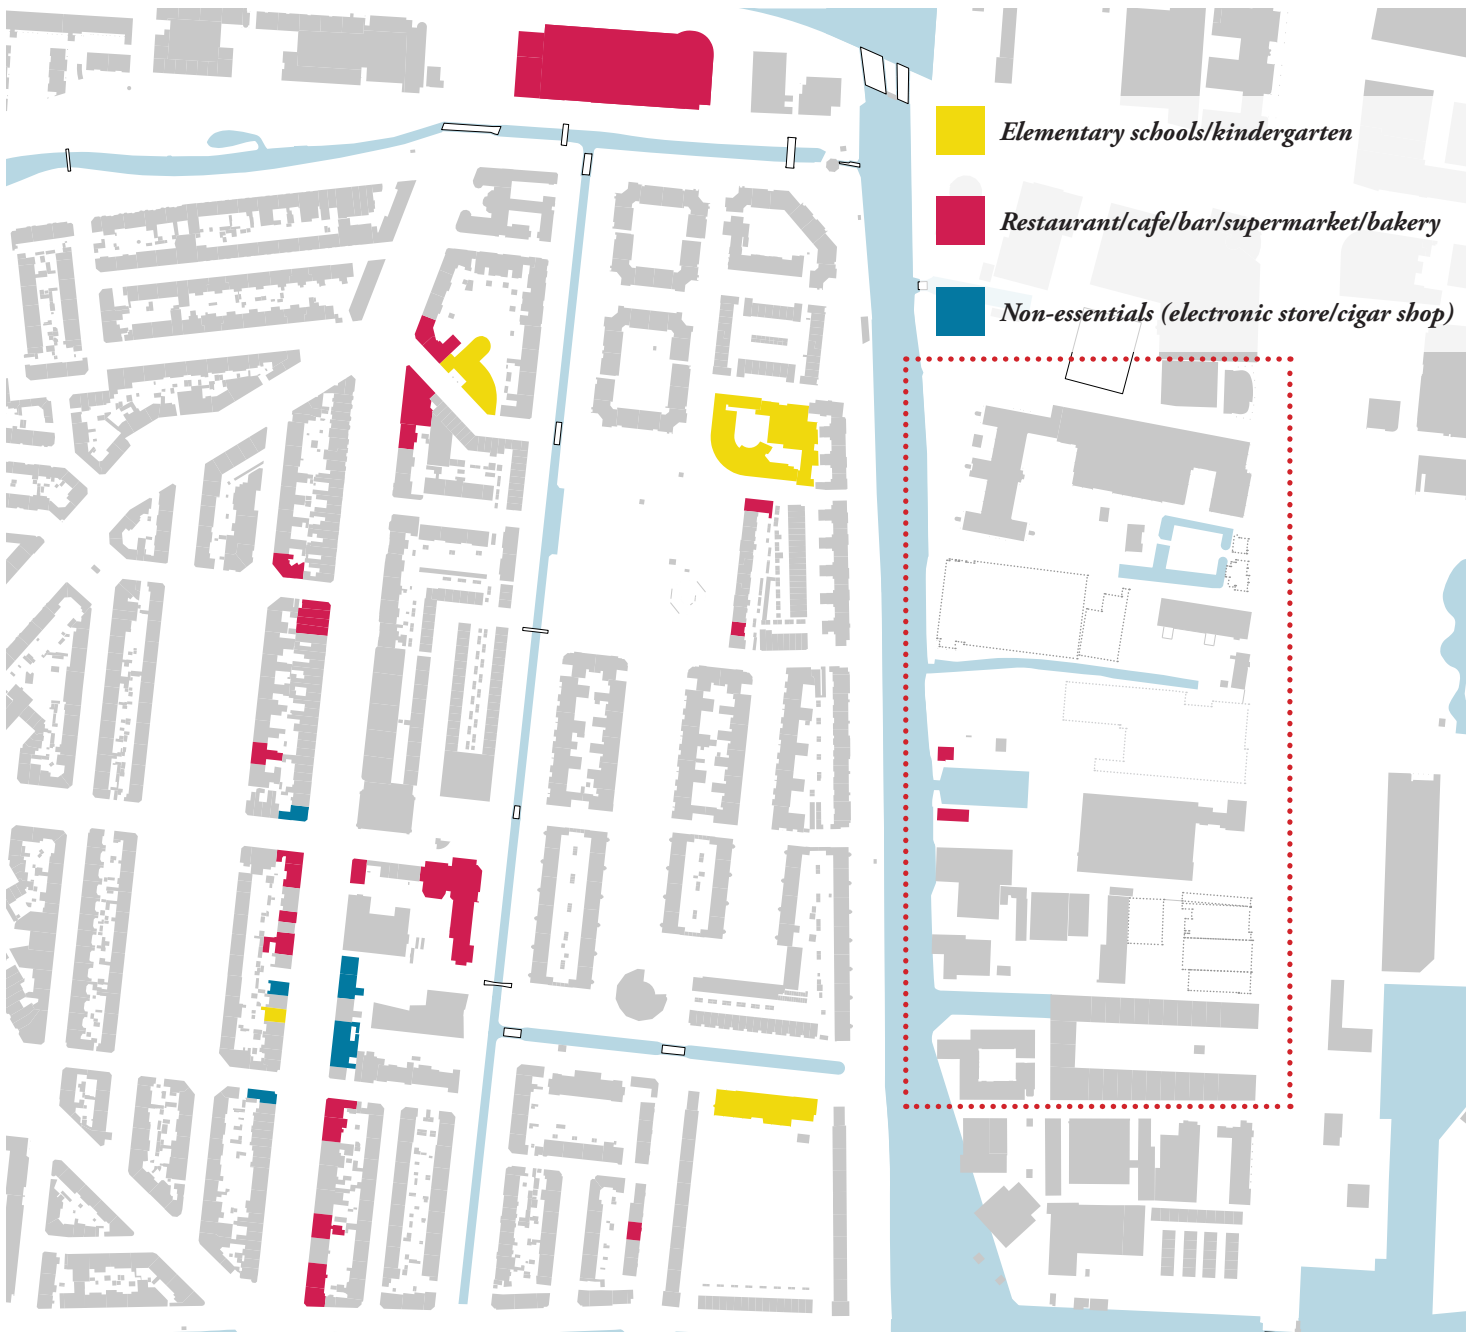 Elementary schools/kindergarten
Restaurant/cafe/bar/supermarket/bakery
Non-essentials (electronic store/cigar shop)